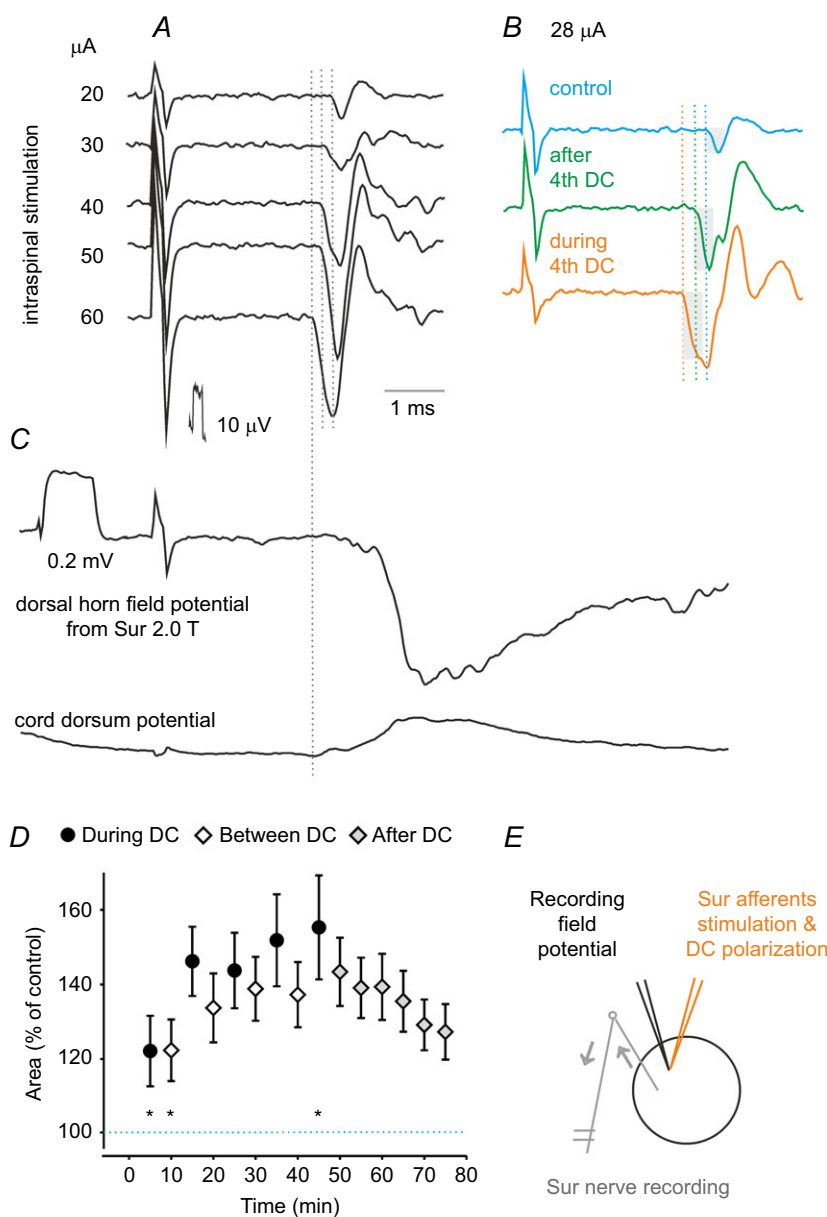 A
μA
20
30
40
50
60
intraspinal stimulation
10 μV
1 ms
B
28 μA
control
after
4th DC
during
4th DC
C
0.2 mV
dorsal horn field potential
from Sur 2.0 T
cord dorsum potential
D
During DC
Between DC
After DC
Area (% of control)
160
140
120
100
* * *
0 10 20 30 40 50 60 70 80
Time (min)
E
Recording
field
potential
Sur afferents
stimulation &
DC polarization
Sur nerve recording